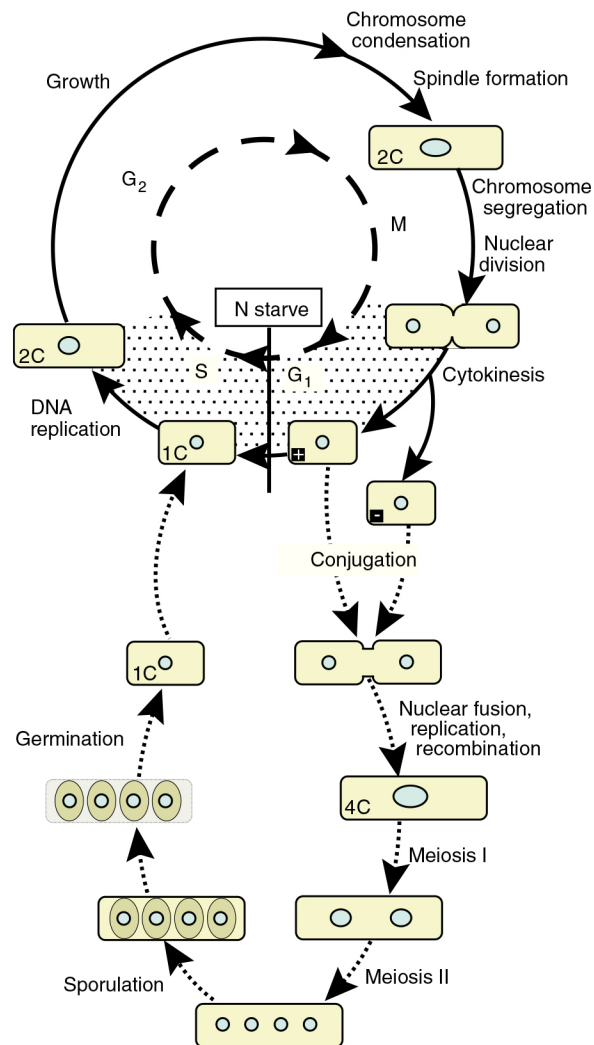 Chromosome
condensation
Growth
Spindle formation
2C
G2
Chromosome
segregation
M
Nuclear
division
N starve
2C
S
G1
Cytokinesis
DNA
replication
1C
+
-
Conjugation
1C
Nuclear fusion,
replication,
recombination
Germination
4C
Meiosis I
Sporulation
Meiosis II